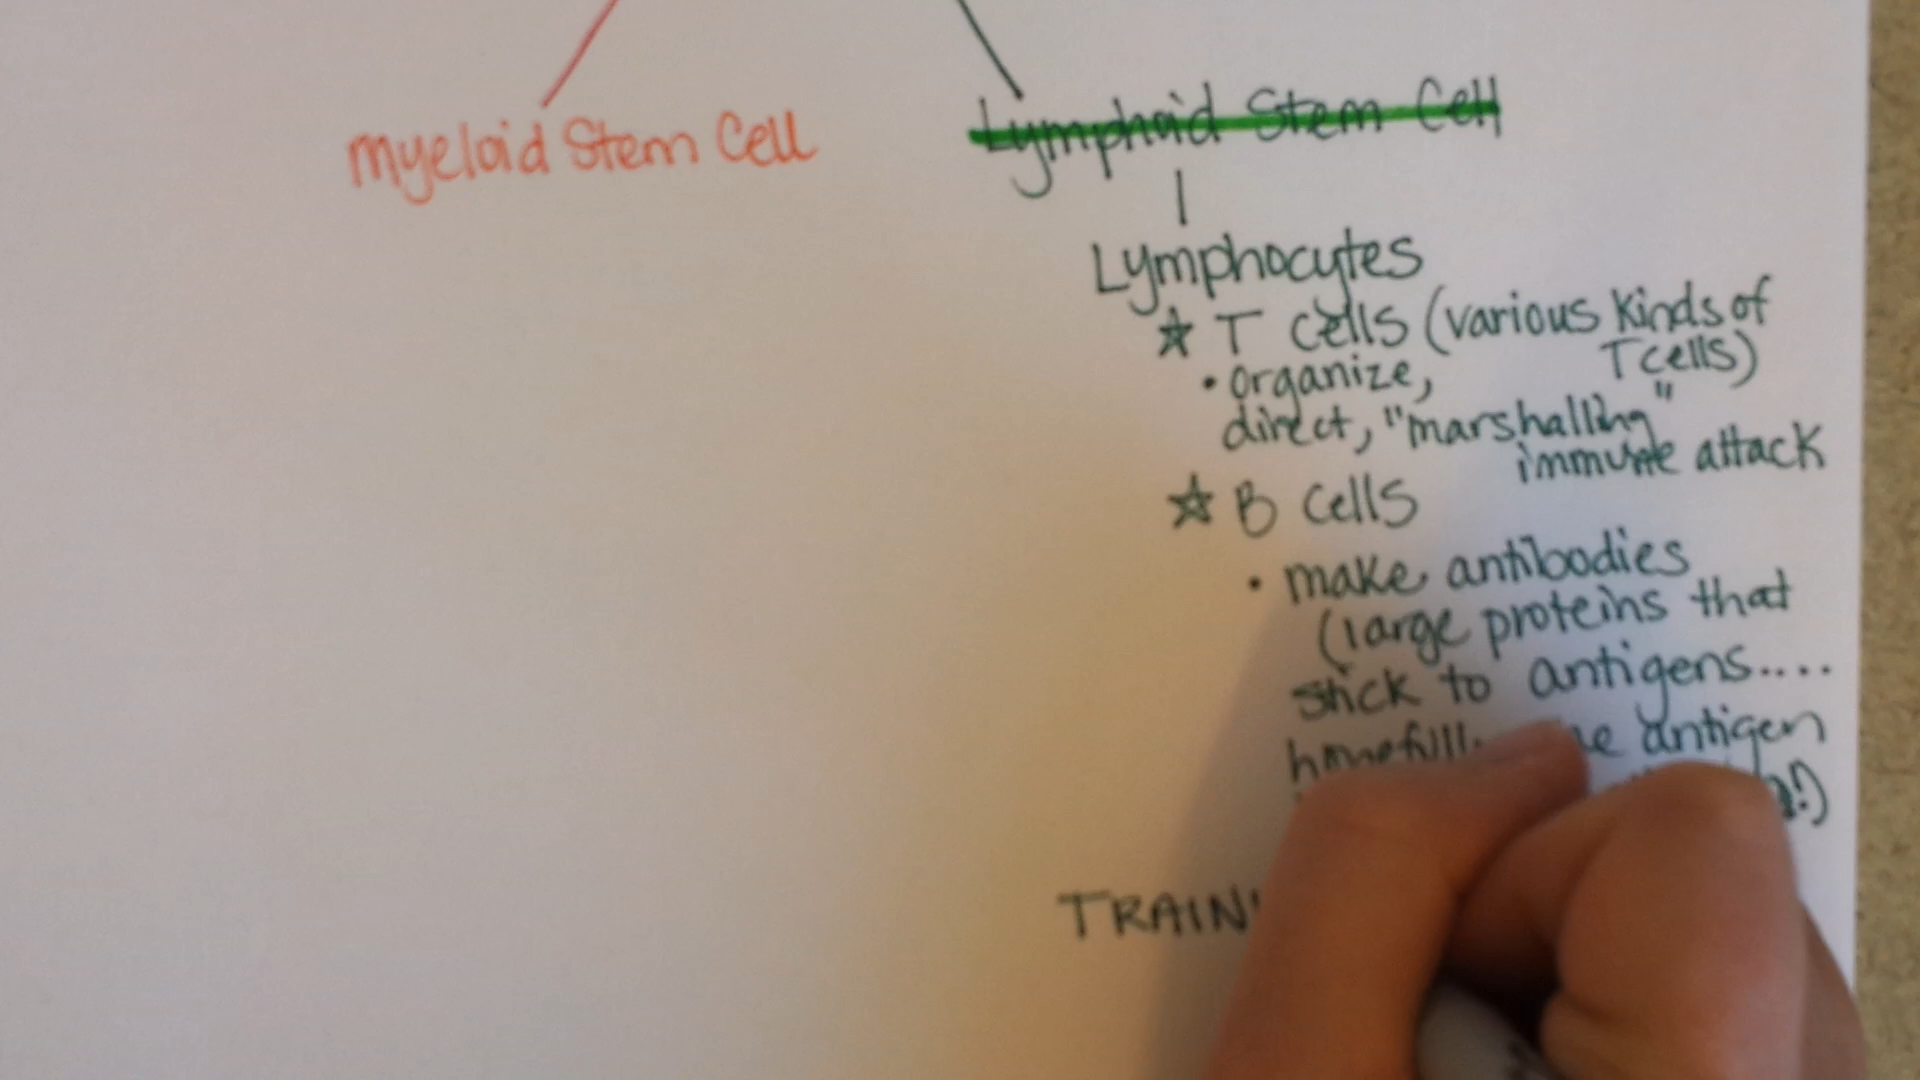 Myeloid Stem Cell
Lymphoid Stem Cell
Lymphocytes
☆ T cells (various kinds of
T cells)
• organize,
direct, "marshalling"
immune attack
☆ B cells
• make antibodies
(large proteins that
stick to antigens....
antigen